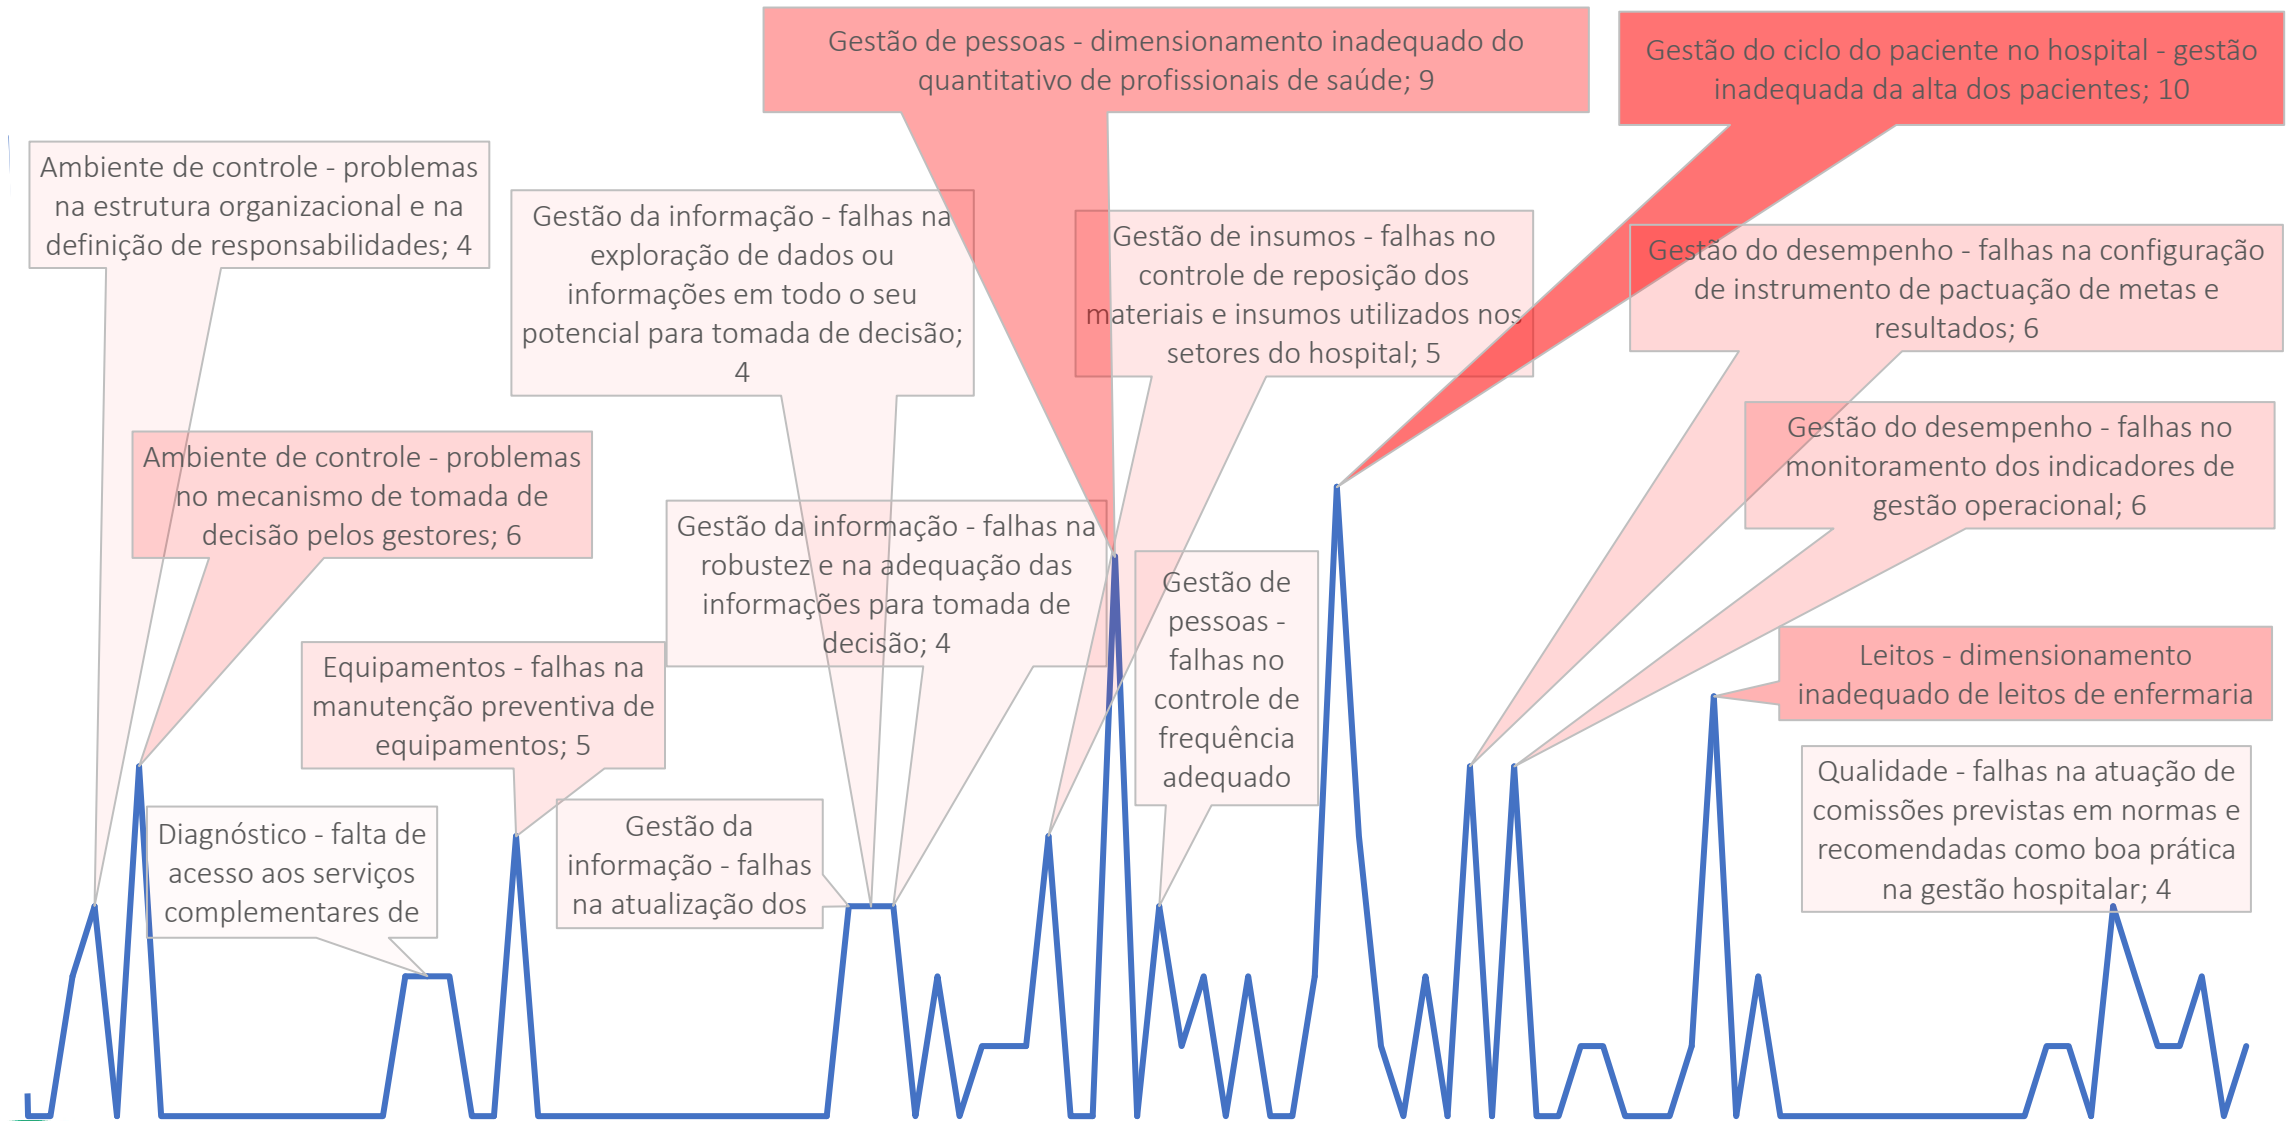 Gestão de pessoas - dimensionamento inadequado do
quantitativo de profissionais de saúde; 9
Gestão do ciclo do paciente no hospital - gestão
inadequada da alta dos pacientes; 10
Ambiente de controle - problemas
na estrutura organizacional e na
definição de responsabilidades; 4
Gestão da informação - falhas na
exploração de dados ou
informações em todo o seu
potencial para tomada de decisão;
4
Gestão de insumos - falhas no
controle de reposição dos
materiais e insumos utilizados nos
setores do hospital; 5
Gestão do desempenho - falhas na configuração
de instrumento de pactuação de metas e
resultados; 6
Ambiente de controle - problemas
no mecanismo de tomada de
decisão pelos gestores; 6
Gestão do desempenho - falhas no
monitoramento dos indicadores de
gestão operacional; 6
Gestão da informação - falhas na
robustez e na adequação das
informações para tomada de
decisão; 4
Gestão de
pessoas -
falhas no
controle de
frequência
adequado
Equipamentos - falhas na
manutenção preventiva de
equipamentos; 5
Leitos - dimensionamento
inadequado de leitos de enfermaria
Diagnóstico - falta de
acesso aos serviços
complementares de
Gestão da
informação - falhas
na atualização dos
Qualidade - falhas na atuação de
comissões previstas em normas e
recomendadas como boa prática
na gestão hospitalar; 4